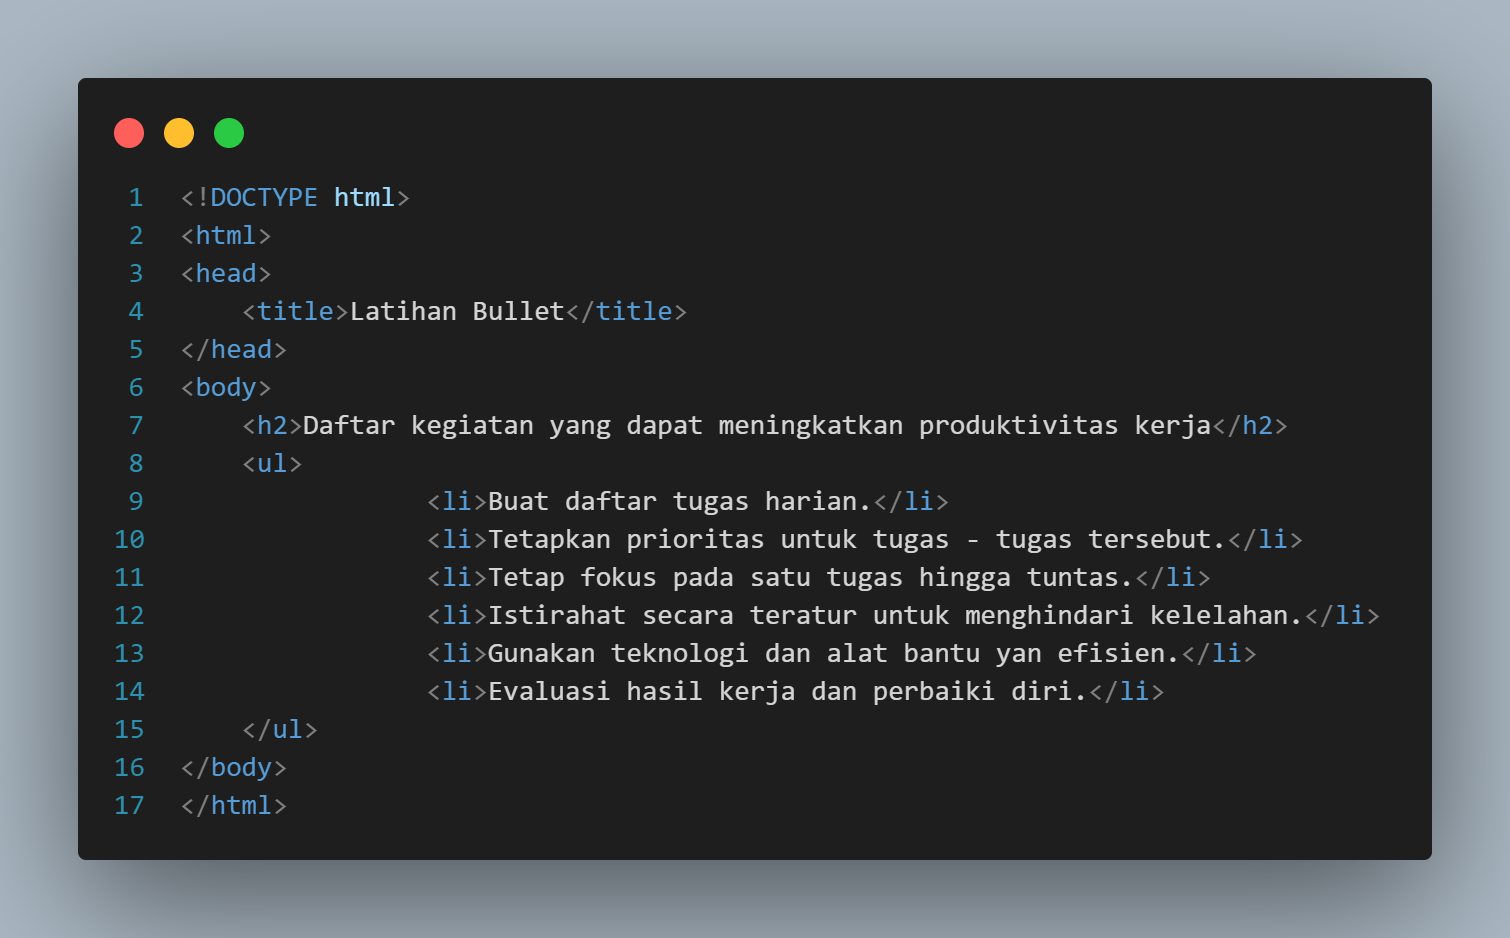 1 <!DOCTYPE html>
2 <html>
3 <head>
4     <title>Latihan Bullet</title>
5 </head>
6 <body>
7     <h2>Daftar kegiatan yang dapat meningkatkan produktivitas kerja</h2>
8     <ul>
9                 <li>Buat daftar tugas harian.</li>
10                 <li>Tetapkan prioritas untuk tugas - tugas tersebut.</li>
11                 <li>Tetap fokus pada satu tugas hingga tuntas.</li>
12                 <li>Istirahat secara teratur untuk menghindari kelelahan.</li>
13                 <li>Gunakan teknologi dan alat bantu yan efisien.</li>
14                 <li>Evaluasi hasil kerja dan perbaiki diri.</li>
15     </ul>
16 </body>
17 </html>